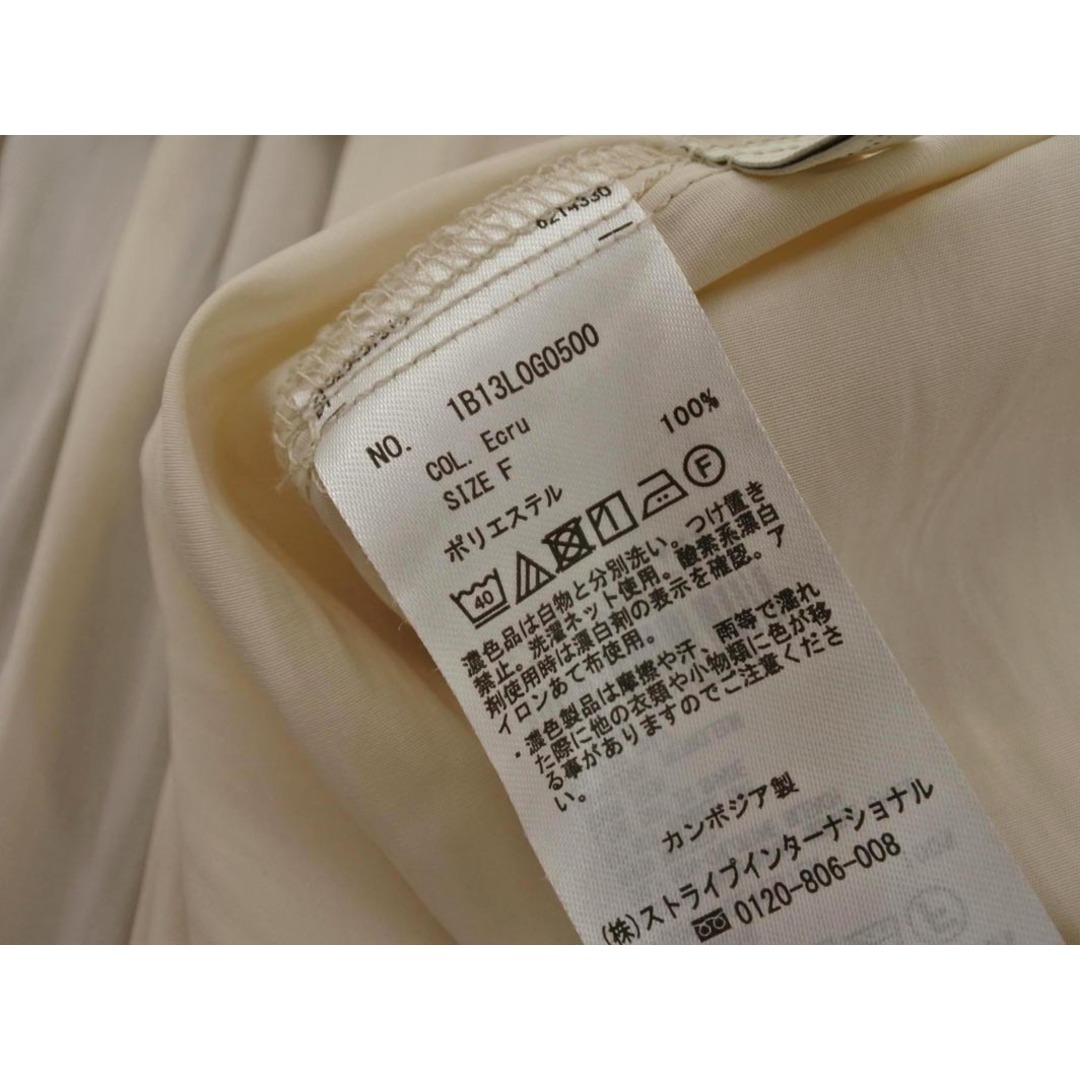 6214330
NO. 1B13L0G0500
COL. Ecru
SIZE F
ポリエステル 100%
40 F
濃色品は白物と分別洗い。つけ置き
禁止。洗濯ネット使用。酸素系漂白
剤使用時は漂白剤の表示を確認。ア
イロンあて布使用。
・濃色製品は摩擦や汗、雨等で濡れ
た際に他の衣類や小物類に色が移
る事がありますのでご注意くださ
い。
カンボジア製
(株)ストライプインターナショナル
0120-806-008